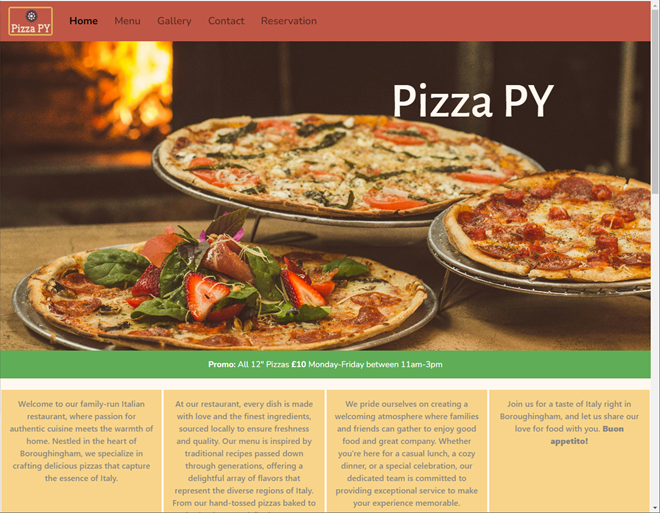 Pizza PY
Home Menu Gallery Contact Reservation
Pizza PY
Promo: All 12" Pizzas £10 Monday-Friday between 11am-3pm
Welcome to our family-run Italian
restaurant, where passion for
authentic cuisine meets the warmth of
home. Nestled in the heart of
Boroughingham, we specialize in
crafting delicious pizzas that capture
the essence of Italy.
At our restaurant, every dish is made
with love and the finest ingredients,
sourced locally to ensure freshness
and quality. Our menu is inspired by
traditional recipes passed down
through generations, offering a
delightful array of flavors that
represent the diverse regions of Italy.
From our hand-tossed pizzas baked to
We pride ourselves on creating a
welcoming atmosphere where families
and friends can gather to enjoy good
food and great company. Whether
you're here for a casual lunch, a cozy
dinner, or a special celebration, our
dedicated team is committed to
providing exceptional service to make
your experience memorable.
Join us for a taste of Italy right in
Boroughingham, and let us share our
love for food with you. Buon
appetito!